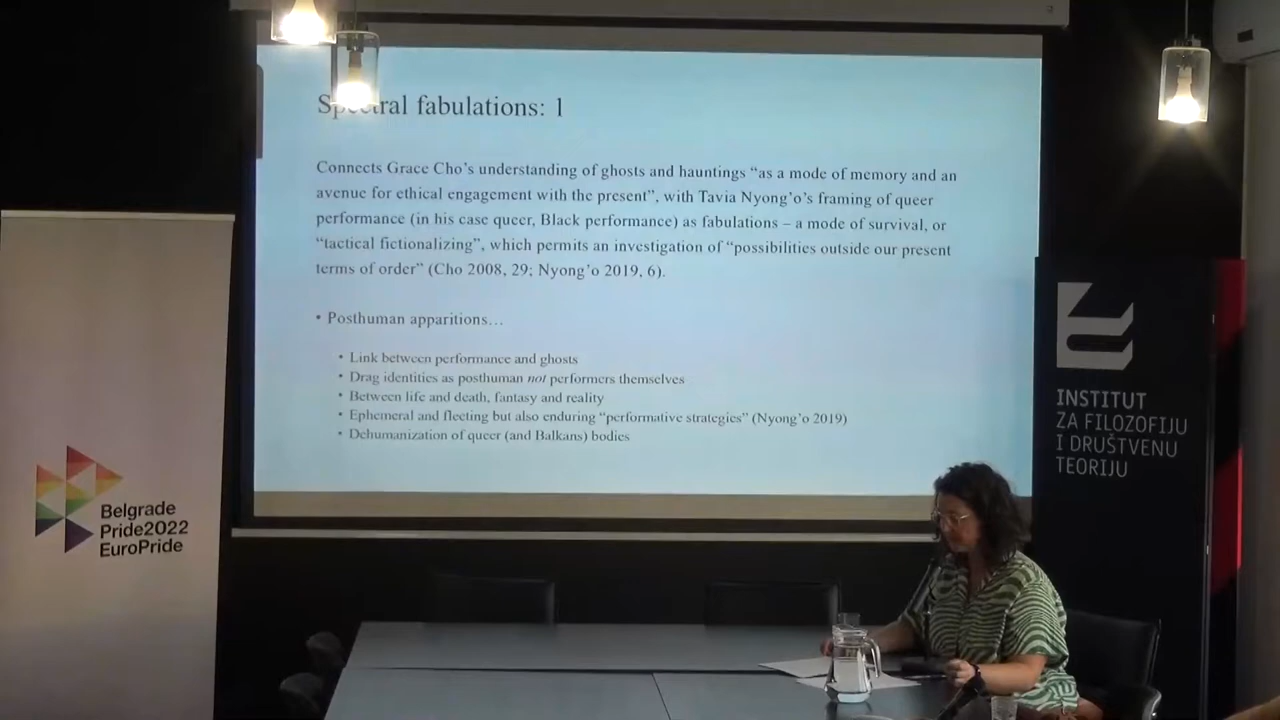 Spectral fabulations: 1
Connects Grace Cho's understanding of ghosts and hauntings “as a mode of memory and an
avenue for ethical engagement with the present”, with Tavia Nyong'o's framing of queer
performance (in his case queer, Black performance) as fabulations – a mode of survival, or
“tactical fictionalizing”, which permits an investigation of “possibilities outside our present
terms of order” (Cho 2008, 29; Nyong'o 2019, 6).
• Posthuman apparitions…
• Link between performance and ghosts
• Drag identities as posthuman not performers themselves
• Between life and death, fantasy and reality
• Ephemeral and fleeting but also enduring “performative strategies” (Nyong'o 2019)
• Dehumanization of queer (and Balkans) bodies
Belgrade
Pride2022
EuroPride
INSTITUT
ZA FILOZOFIJU
I DRUŠTVENU
TEORIJU